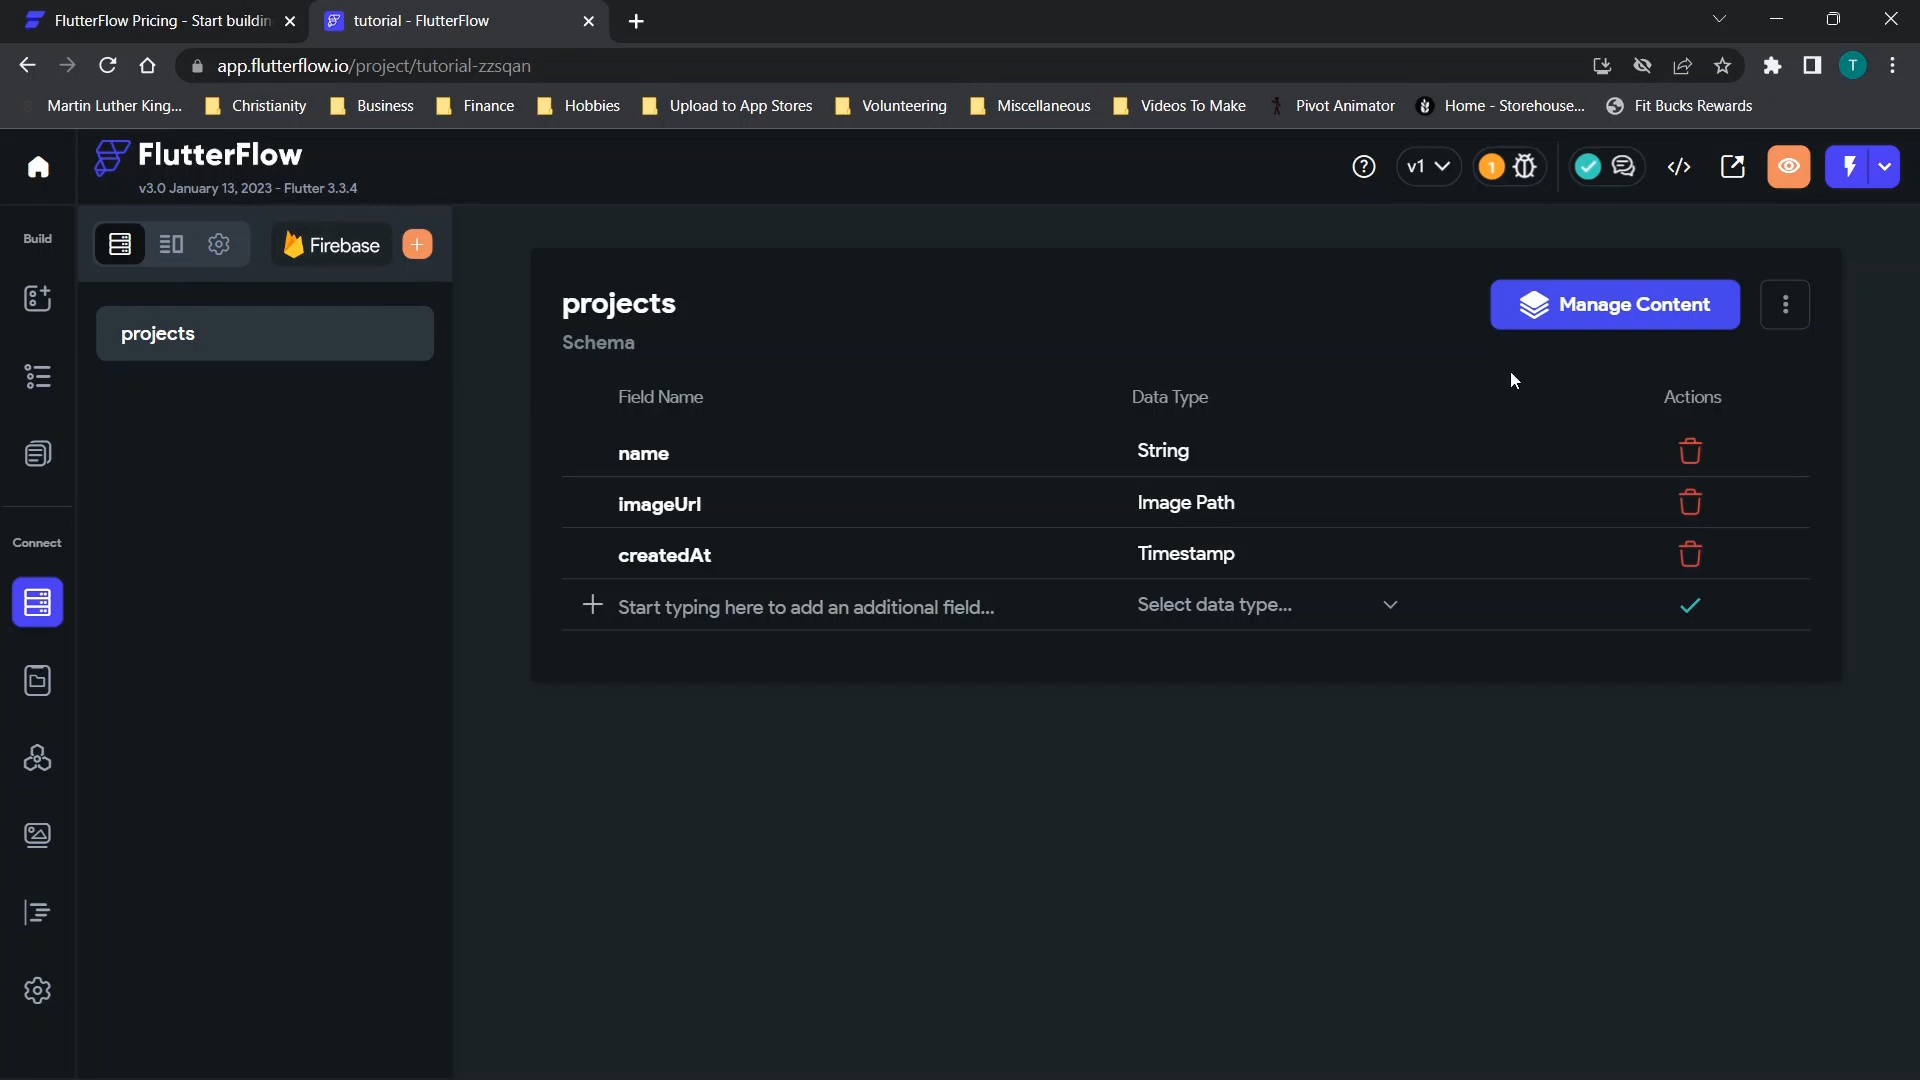 FlutterFlow Pricing - Start buildin
tutorial - FlutterFlow
app.flutterflow.io/project/tutorial-zzsqan
T
Martin Luther King...
Christianity
Business
Finance
Hobbies
Upload to App Stores
Volunteering
Miscellaneous
Videos To Make
Pivot Animator
Home - Storehouse...
Fit Bucks Rewards
FlutterFlow
v3.0 January 13, 2023 - Flutter 3.3.4
v1
1
Build
Firebase
projects
Connect
projects
Schema
Manage Content
Field Name
Data Type
Actions
name
String
imageUrl
Image Path
createdAt
Timestamp
Start typing here to add an additional field...
Select data type...